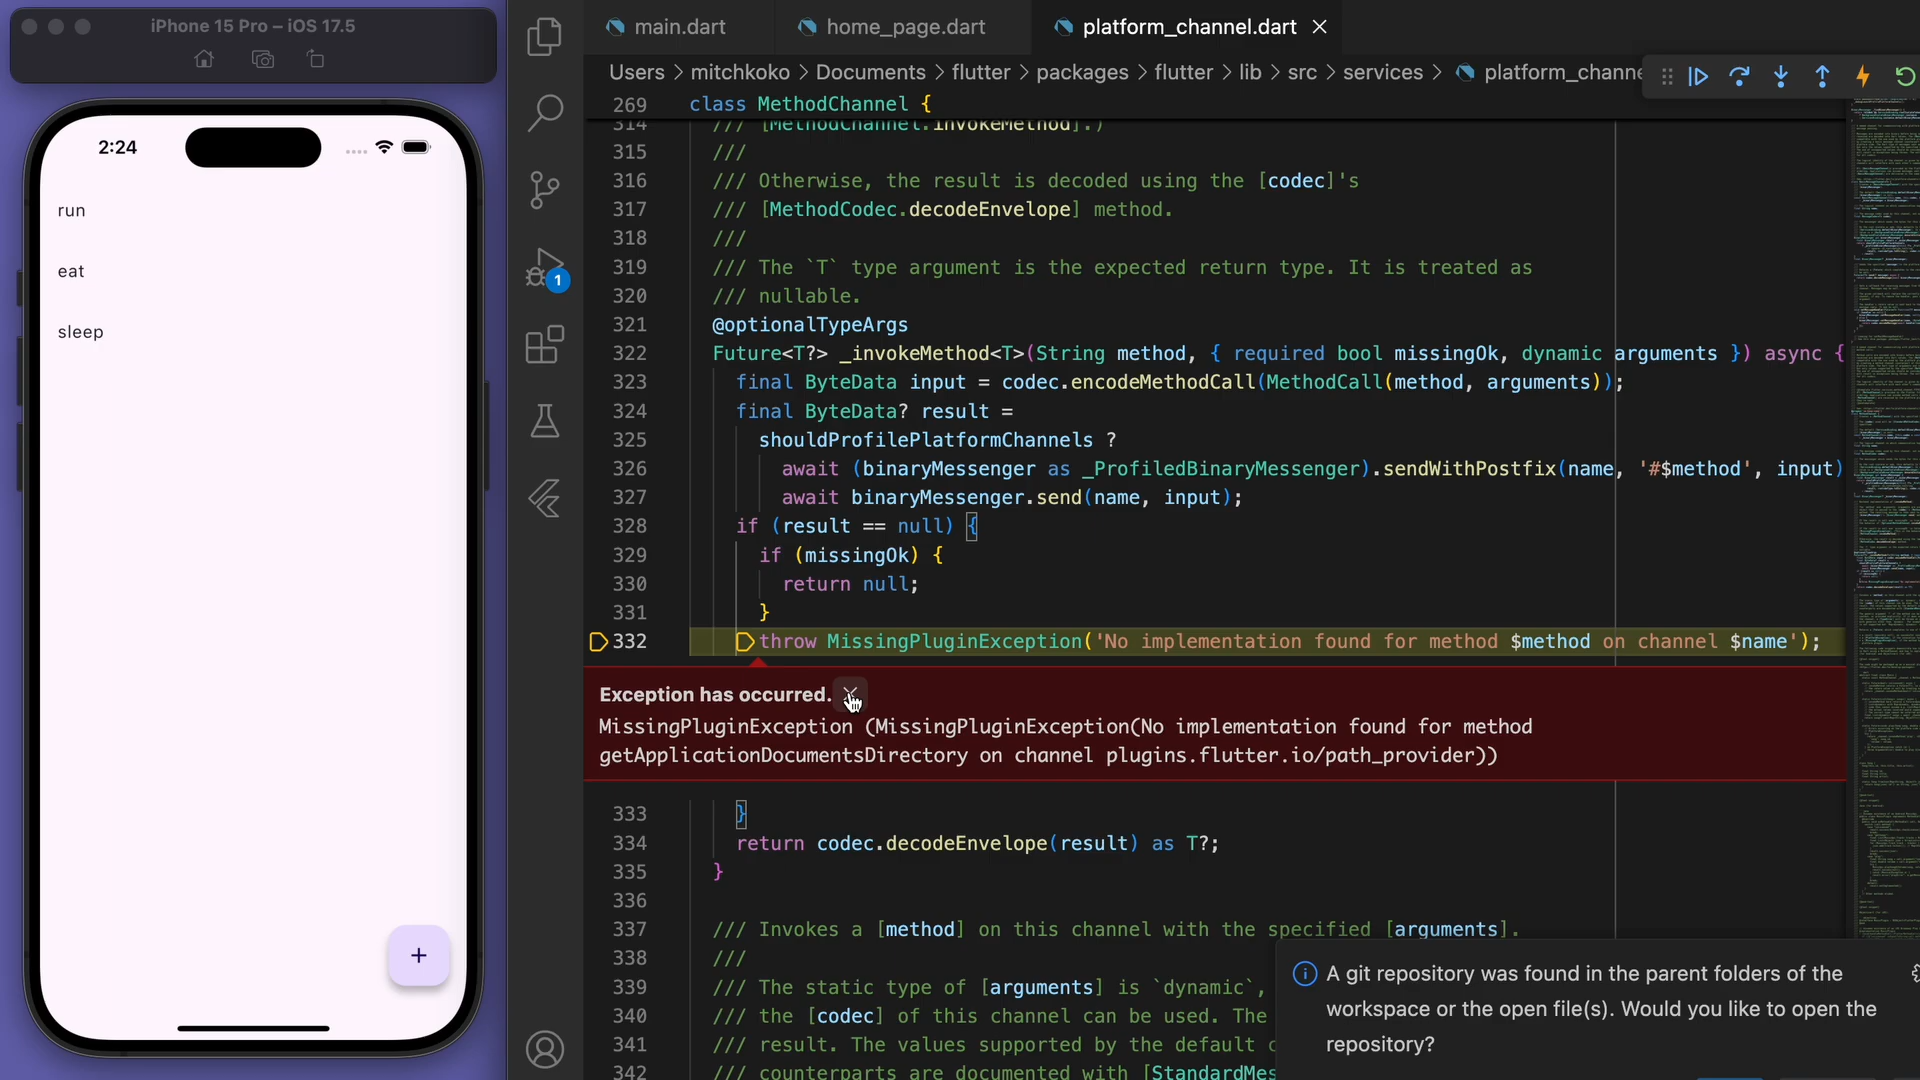 iPhone 15 Pro – iOS 17.5
2:24
run
eat
sleep
+
1
main.dart
home_page.dart
platform_channel.dart
Users > mitchkoko > Documents > flutter > packages > flutter > lib > src > services > platform_channe
269 class MethodChannel {
314 /// [MethodChannel.invokeMethod].)
315 ///
316 /// Otherwise, the result is decoded using the [codec]'s
317 /// [MethodCodec.decodeEnvelope] method.
318 ///
319 /// The `T` type argument is the expected return type. It is treated as
320 /// nullable.
321 @optionalTypeArgs
322 Future<T?> _invokeMethod<T>(String method, { required bool missingOk, dynamic arguments }) async {
323 final ByteData input = codec.encodeMethodCall(MethodCall(method, arguments));
324 final ByteData? result =
325 shouldProfilePlatformChannels ?
326 await (binaryMessenger as _ProfiledBinaryMessenger).sendWithPostfix(name, '#$method', input)
327 await binaryMessenger.send(name, input);
328 if (result == null) {
329 if (missingOk) {
330 return null;
331 }
332 throw MissingPluginException('No implementation found for method $method on channel $name');
Exception has occurred.
MissingPluginException (MissingPluginException(No implementation found for method
getApplicationDocumentsDirectory on channel plugins.flutter.io/path_provider))
333 }
334 return codec.decodeEnvelope(result) as T?;
335 }
336
337 /// Invokes a [method] on this channel with the specified [arguments].
338 ///
339 /// The static type of [arguments] is `dynamic`,
340 /// the [codec] of this channel can be used. The
341 /// result. The values supported by the default c
342 /// counterparts are documented with [StandardMes
A git repository was found in the parent folders of the
workspace or the open file(s). Would you like to open the
repository?